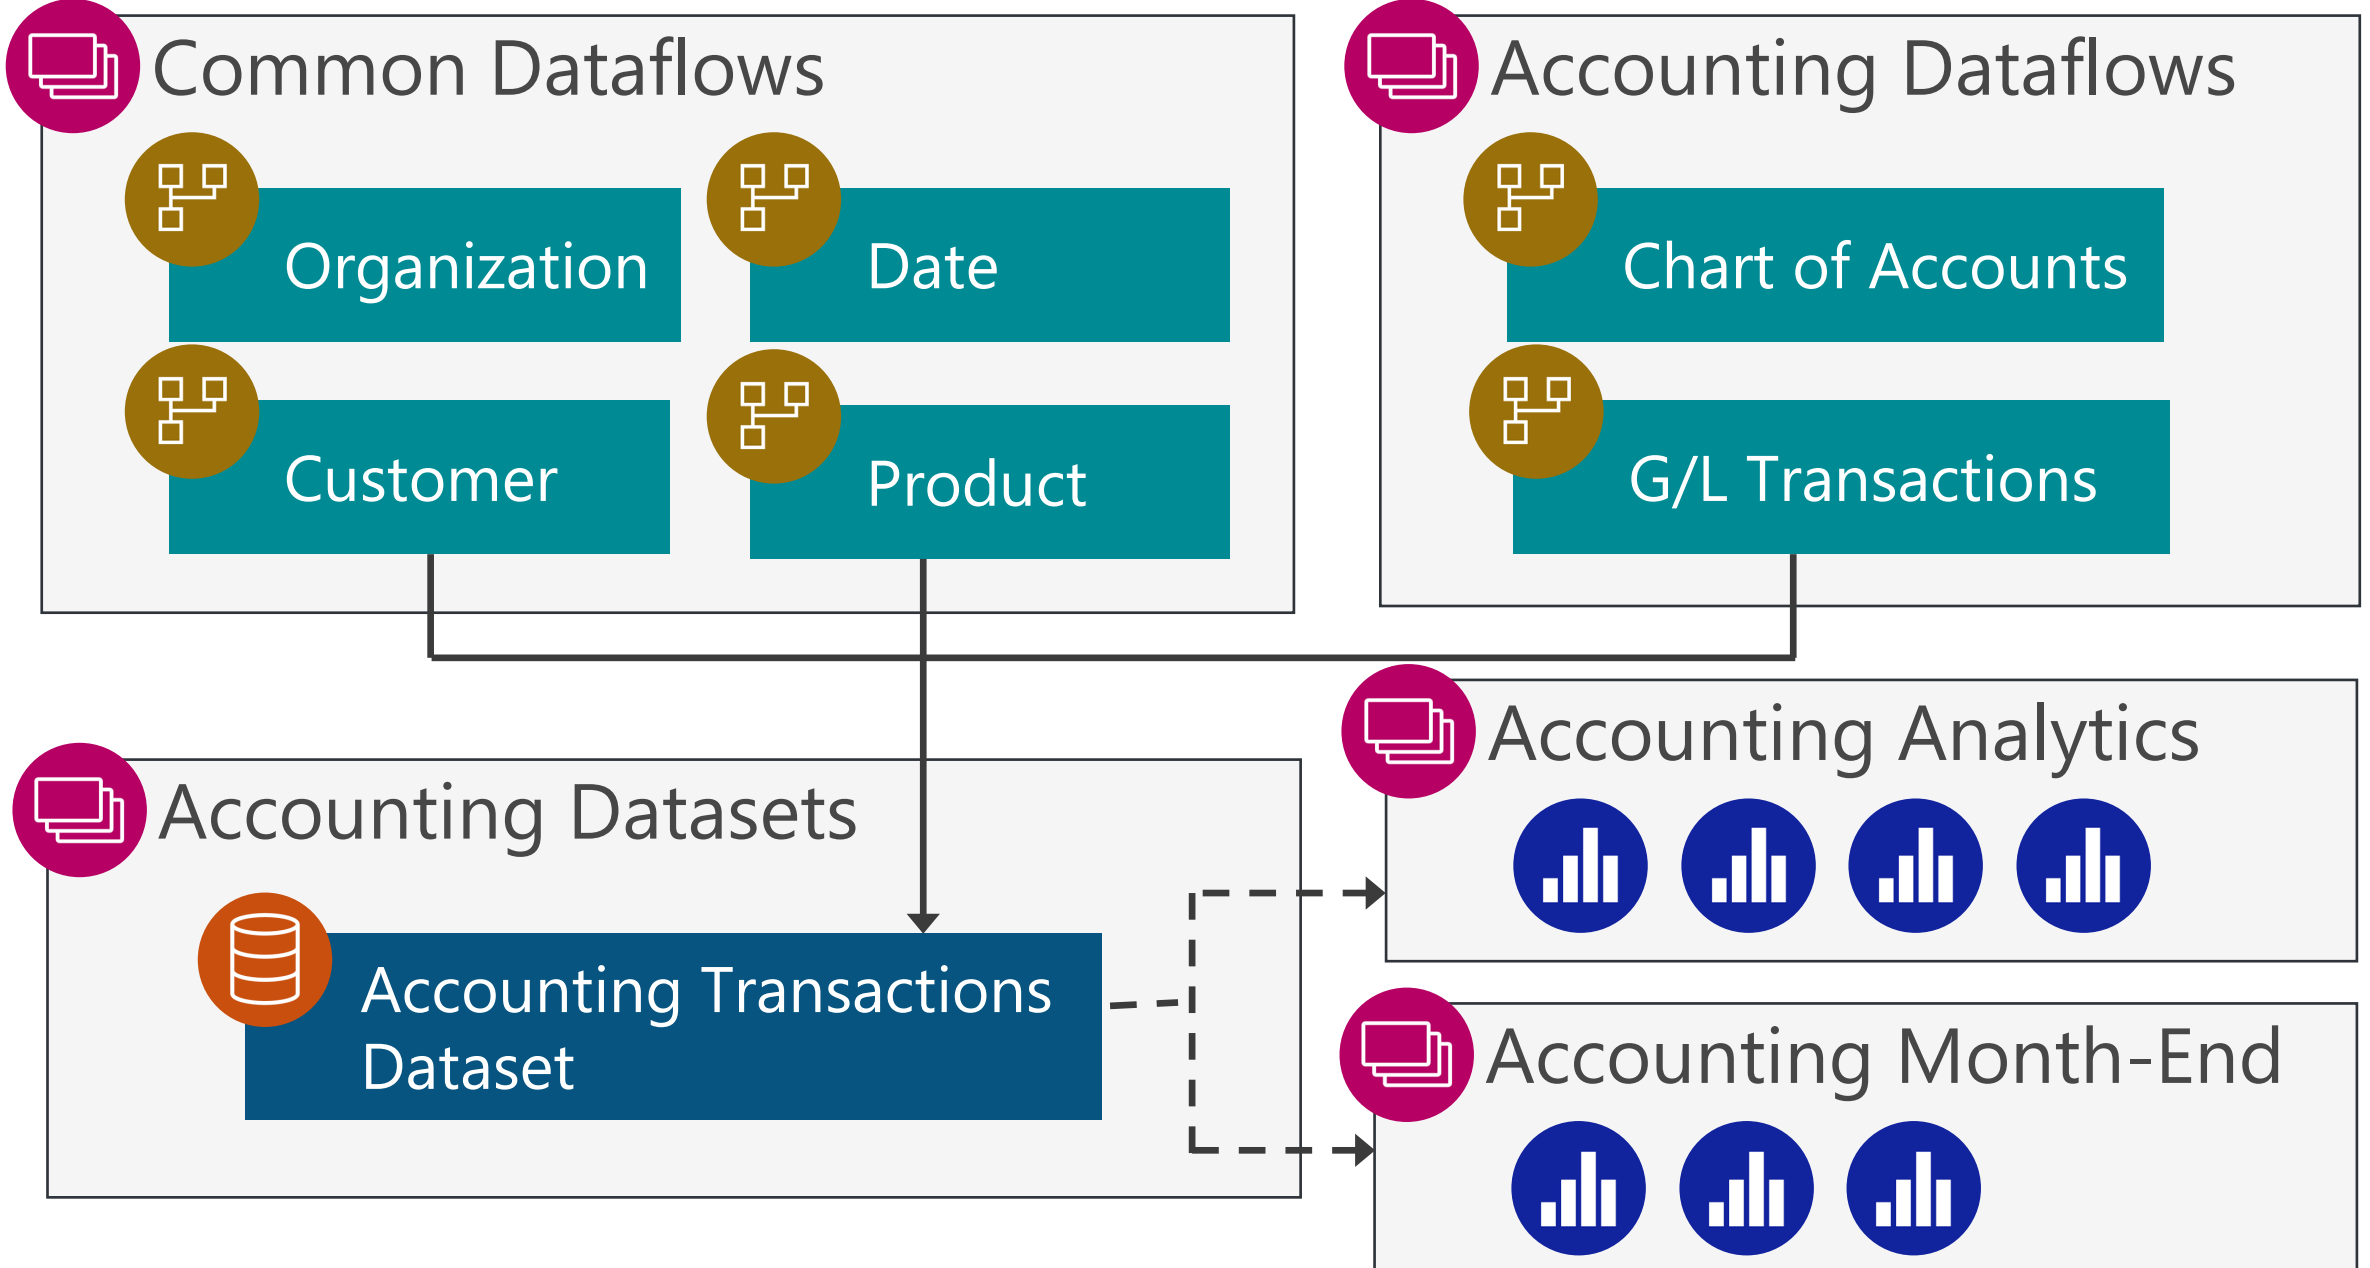 Common Dataflows
Organization
Date
Customer
Product
Accounting Dataflows
Chart of Accounts
G/L Transactions
Accounting Datasets
Accounting Transactions
Dataset
Accounting Analytics
Accounting Month-End